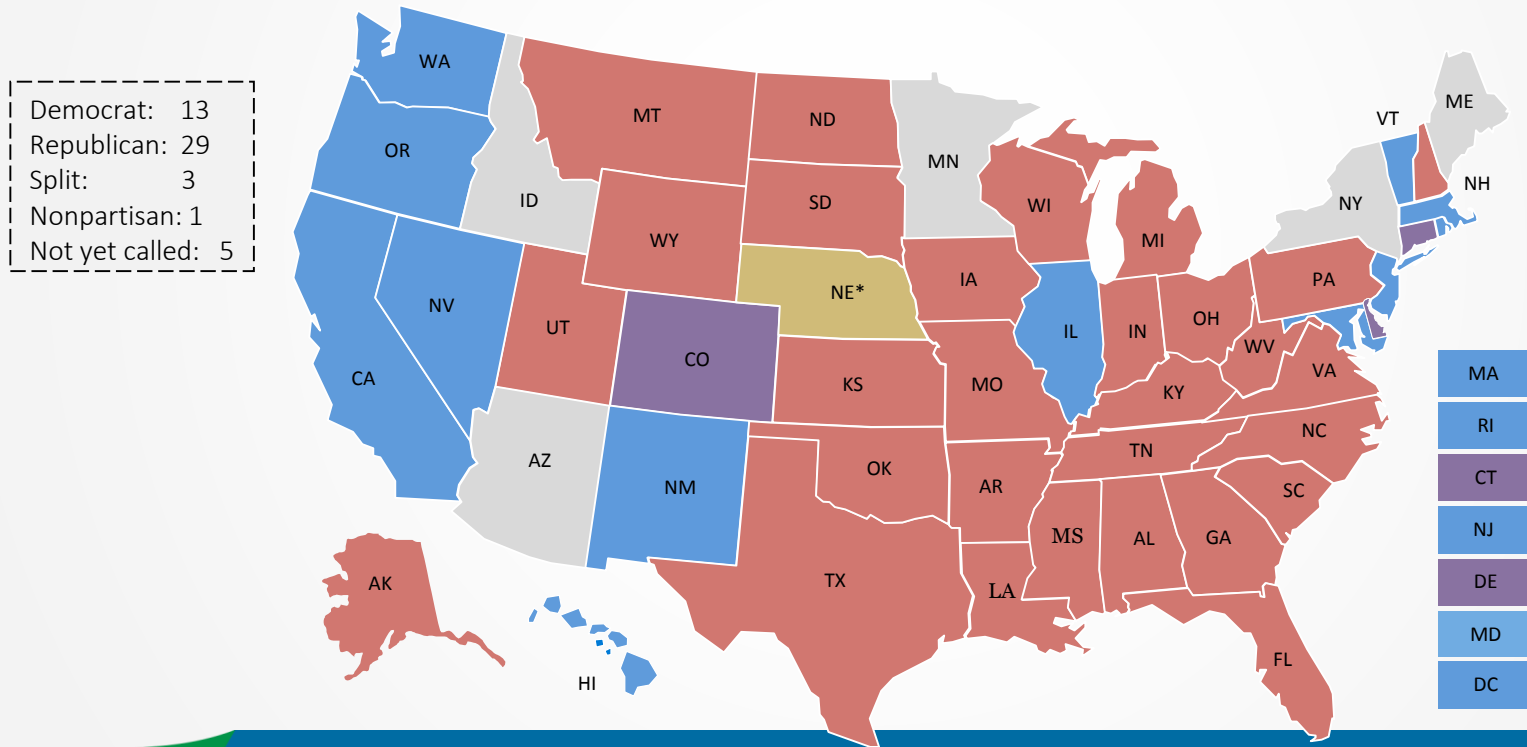 Democrat: 13
Republican: 29
Split: 3
Nonpartisan: 1
Not yet called: 5
WA
OR
CA
NV
ID
MT
WY
UT
AZ
CO
NM
ND
SD
NE*
KS
OK
TX
MN
IA
MO
AR
LA
WI
IL
MI
IN
OH
KY
TN
MS
AL
GA
FL
SC
NC
VA
WV
PA
NY
VT
NH
ME
AK
HI
MA
RI
CT
NJ
DE
MD
DC